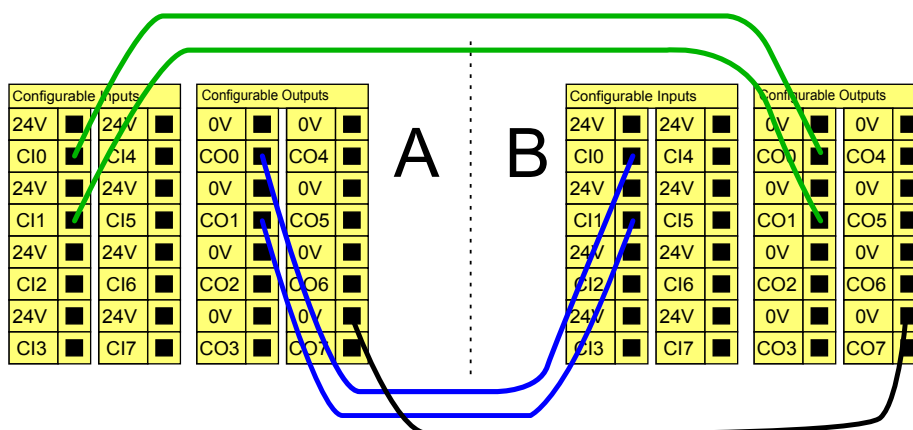 Configurable Inputs Configurable Outputs A B Configurable Inputs Configurable Outputs
24V 24V 0V 0V 24V 24V 0V 0V
CI0 CI4 CO0 CO4 CI0 CI4 CO0 CO4
24V 24V 0V 0V 24V 24V 0V 0V
CI1 CI5 CO1 CO5 CI1 CI5 CO1 CO5
24V 24V 0V 0V 24V 24V 0V 0V
CI2 CI6 CO2 CO6 CI2 CI6 CO2 CO6
24V 24V 0V 0V 24V 24V 0V 0V
CI3 CI7 CO3 CO7 CI3 CI7 CO3 CO7